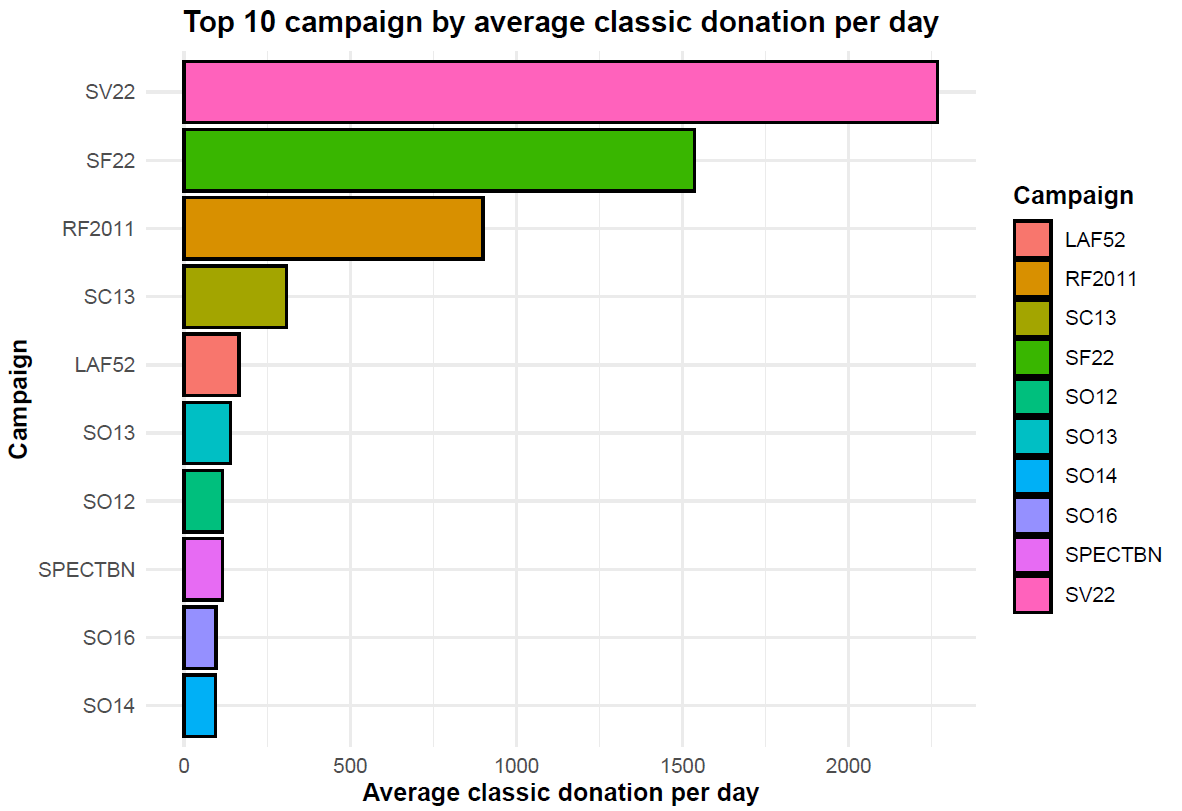 Top 10 campaign by average classic donation per day
Campaign
SV22
SF22
RF2011
SC13
LAF52
SO13
SO12
SPECTBN
SO16
SO14
0 500 1000 1500 2000
Average classic donation per day
Campaign
LAF52
RF2011
SC13
SF22
SO12
SO13
SO14
SO16
SPECTBN
SV22